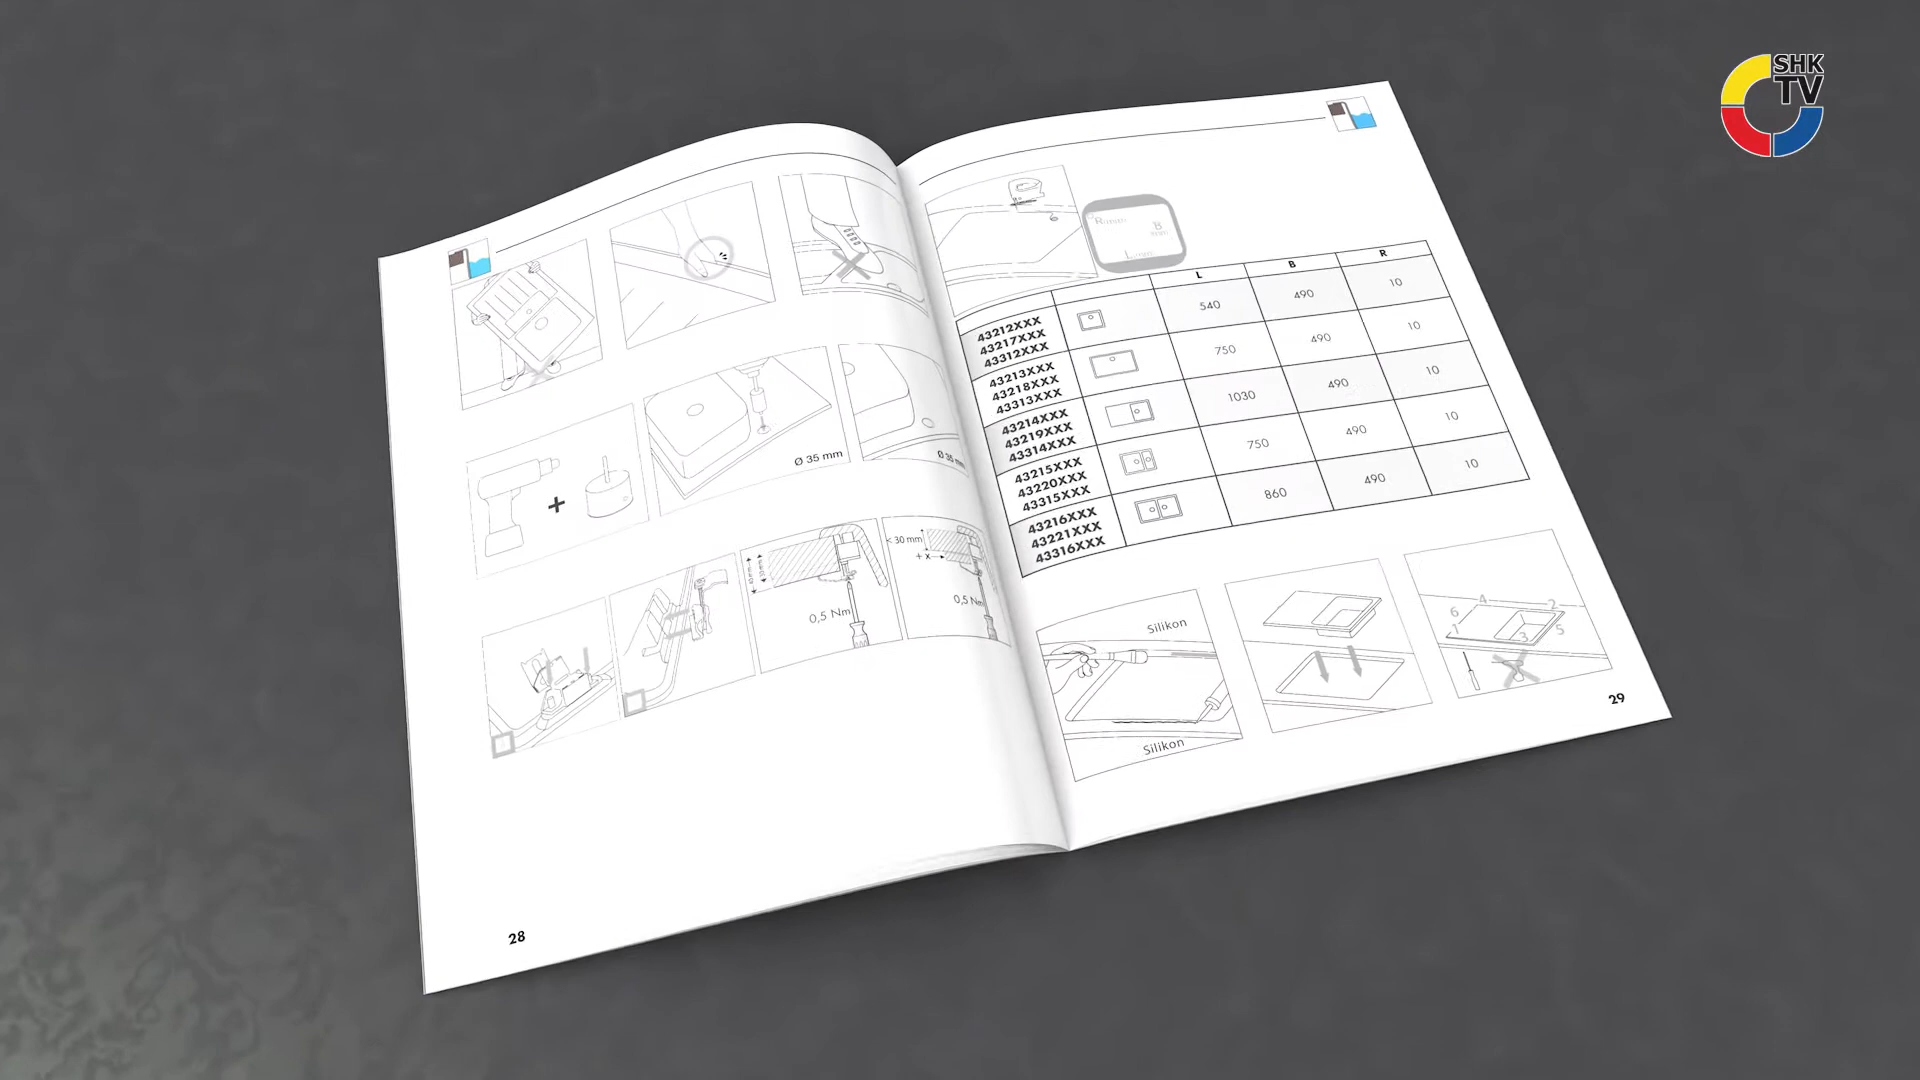 SHK
TV
Ø 35 mm
Ø 35 mm
+
0,5 Nm
< 30 mm
+ x
0,5 Nm
28
R
B
L
L B R
43212XXX
43217XXX
43312XXX
540 490 10
43213XXX
43218XXX
43313XXX
750 490 10
43214XXX
43219XXX
43314XXX
1030 490 10
43215XXX
43220XXX
43315XXX
750 490 10
43216XXX
43221XXX
43316XXX
860 490 10
Silikon
Silikon
6 4 2
1 3 5
29